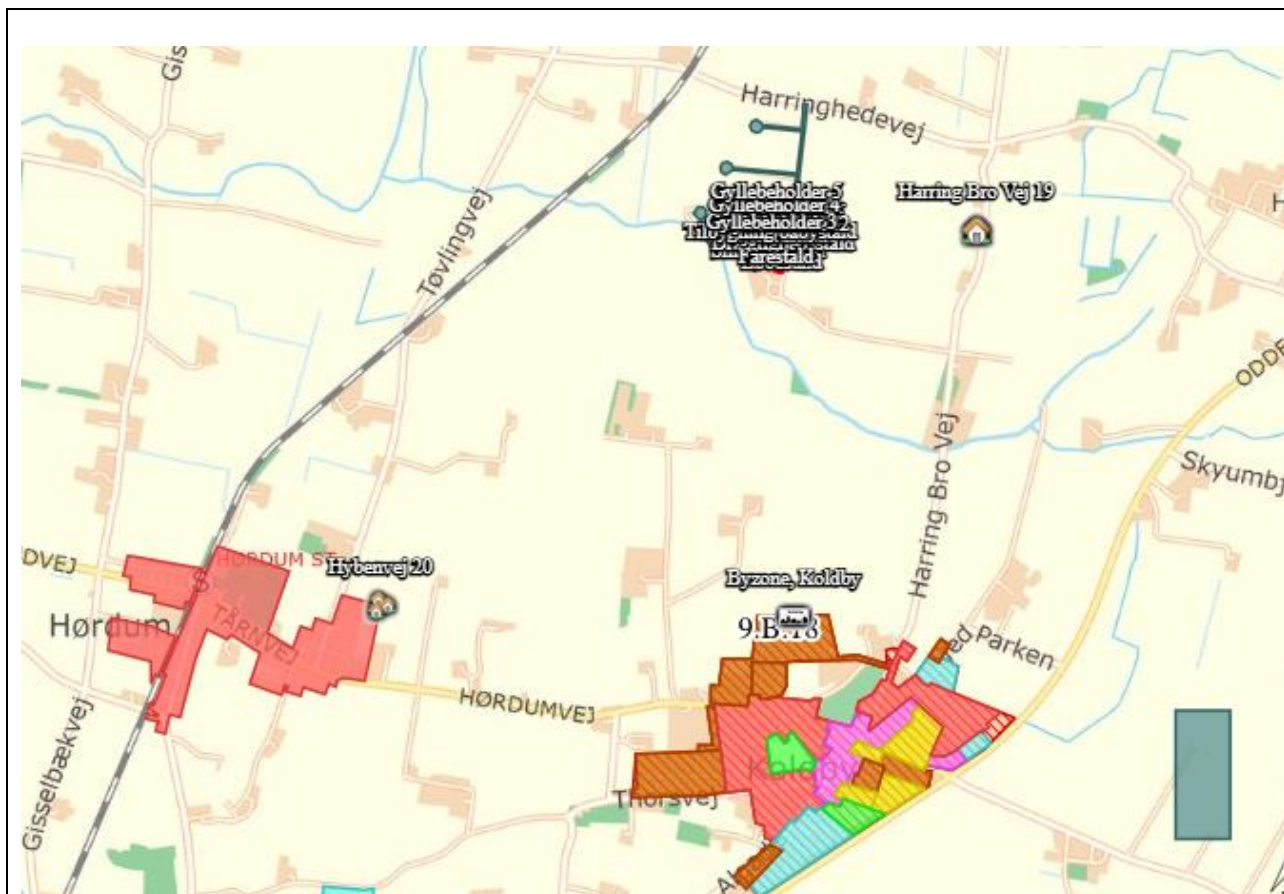 Gis
Harringhedevej
Gyllebeholder 5
Gyllebeholder 4
Gyllebeholder 3
Farestald
Harring Bro Vej 19
H
Tøvlingvej
ODDE
Harring Bro Vej
Skyumbj
DVEJ
HØRDUM ST
Hybenvej 20
Byzone, Koldby
Hørdum
TÅRNVEJ
9.B.18
Parken
HØRDUMVEJ
Gisselbækvej
Koldby
Thorsvej